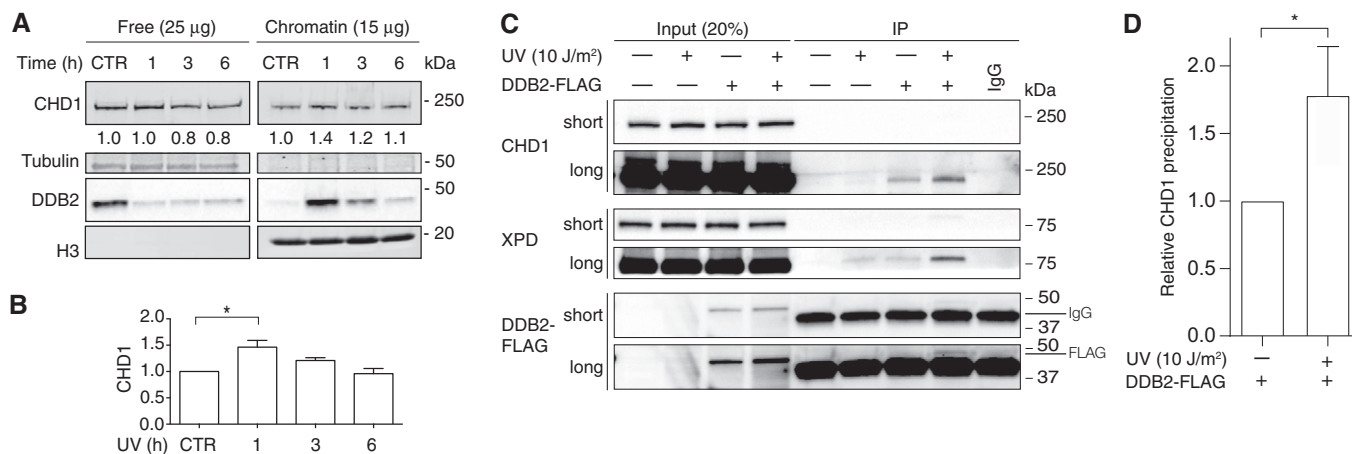 A
Free (25 µg) Chromatin (15 µg)
Time (h) CTR 1 3 6 CTR 1 3 6 kDa
CHD1 - 250
1.0 1.0 0.8 0.8 1.0 1.4 1.2 1.1
Tubulin - 50
DDB2 - 50
H3 - 20
B
CHD1
2.0
1.5
1.0
0.5
0.0
*
UV (h) CTR 1 3 6
C
Input (20%) IP
UV (10 J/m²) — + — + — + — +
DDB2-FLAG — — + + — — + + IgG
kDa
CHD1
short - 250
long - 250
XPD
short - 75
long - 75
DDB2-FLAG
short - 50
IgG
- 37
long - 50
FLAG
- 37
D
Relative CHD1 precipitation
2.0
1.5
1.0
0.5
0.0
*
UV (10 J/m²) — +
DDB2-FLAG + +